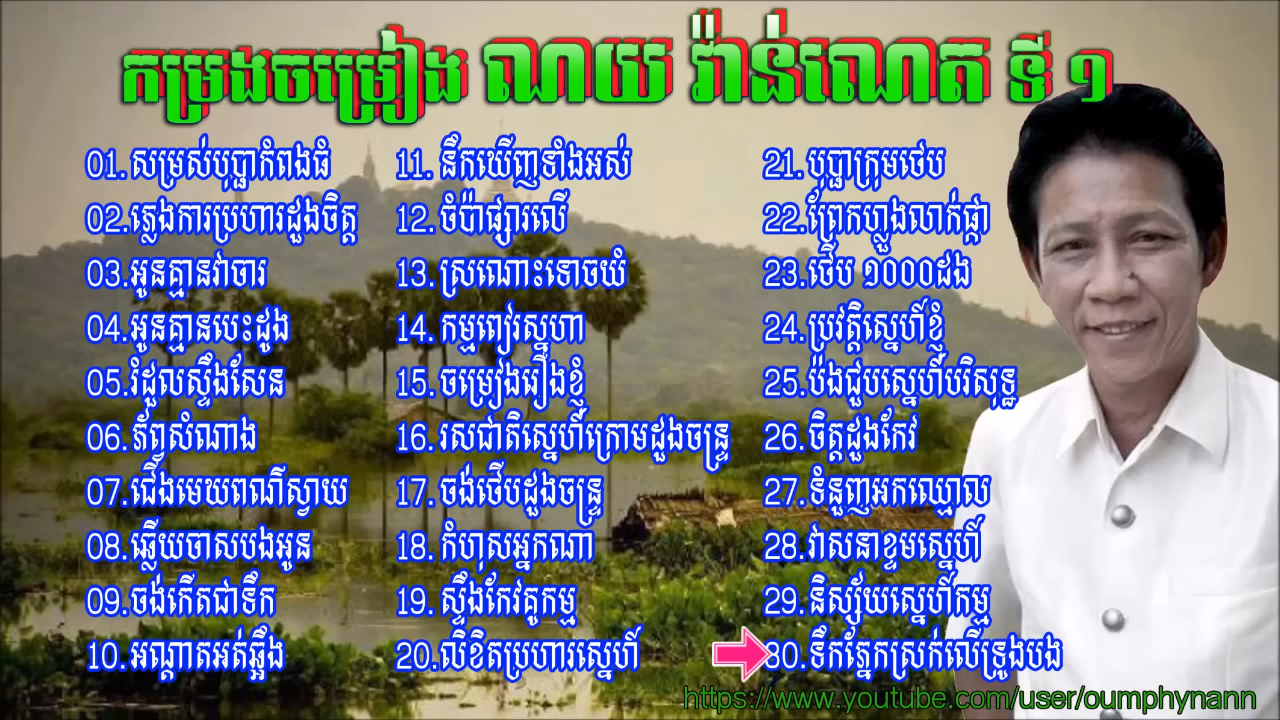 កម្រងចម្រៀង ណយ វ៉ាន់ណេត ទី ១
01. សម្រស់បុប្ផាកំពងធំ
02. ភ្លេងការប្រហារដួងចិត្ត
03. អូនគ្មានវាចារ
04. អូនគ្មានបេះដូង
05. រំដួលស្ទឹងសែន
06. ភ័ព្វសំណាង
07. ជើងមេឃពណ៌ស្វាយ
08. ឆ្លើយចាសបងអូន
09. ចង់កើតជាទឹក
10. អណ្តាតអត់ឆ្អឹង
11. នឹកឃើញទាំងអស់
12. ចំប៉ាផ្សារលើ
13. ស្រណោះទោចយំ
14. កម្មពៀរស្នេហា
15. ចម្រៀងរឿងខ្ញុំ
16. រសជាតិស្នេហ៍ក្រោមដួងចន្ទ្រ
17. ចង់ថើបដួងចន្ទ្រ
18. កំហុសអ្នកណា
19. ស្ទឹងកែវគូកម្ម
20. លិខិតប្រហារស្នេហ៍
21. បុប្ផាក្រុមថេប
22. ព្រែកហ្លួងលាក់ផ្កា
23. ថើប ១០០០ដង
24. ប្រវត្តិស្នេហ៍ខ្ញុំ
25. ប៉ងជួបស្នេហ៍បរិសុទ្ឋ
26. ចិត្តដួងកែវ
27. ទំនួញអកឈ្មោល
28. វាសនាខ្ទមស្នេហ៍
29. និស្ស័យស្នេហ៍កម្ម
30. ទឹកភ្នែកស្រក់លើទ្រូងបង
https://www.youtube.com/user/oumphynann